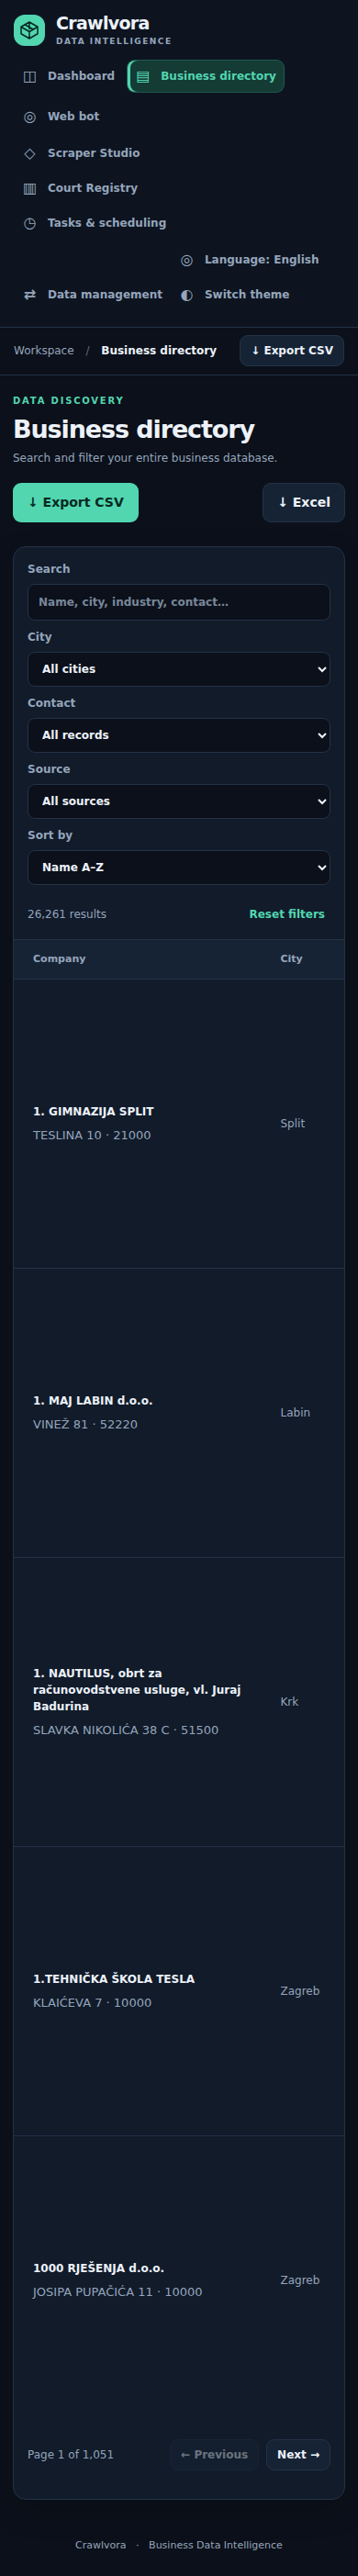 Crawlvora
DATA INTELLIGENCE
Dashboard
Business directory
Web bot
Scraper Studio
Court Registry
Tasks & scheduling
Language: English
Data management
Switch theme
Workspace / Business directory
↓ Export CSV
DATA DISCOVERY
Business directory
Search and filter your entire business database.
↓ Export CSV
↓ Excel
Search
Name, city, industry, contact…
City
All cities
Contact
All records
Source
All sources
Sort by
Name A–Z
26,261 results
Reset filters
Company
City
1. GIMNAZIJA SPLIT
TESLINA 10 · 21000
Split
1. MAJ LABIN d.o.o.
VINEŽ 81 · 52220
Labin
1. NAUTILUS, obrt za
računovodstvene usluge, vl. Juraj
Badurina
SLAVKA NIKOLIĆA 38 C · 51500
Krk
1.TEHNIČKA ŠKOLA TESLA
KLAIĆEVA 7 · 10000
Zagreb
1000 RJEŠENJA d.o.o.
JOSIPA PUPAČIĆA 11 · 10000
Zagreb
Page 1 of 1,051
← Previous
Next →
Crawlvora · Business Data Intelligence